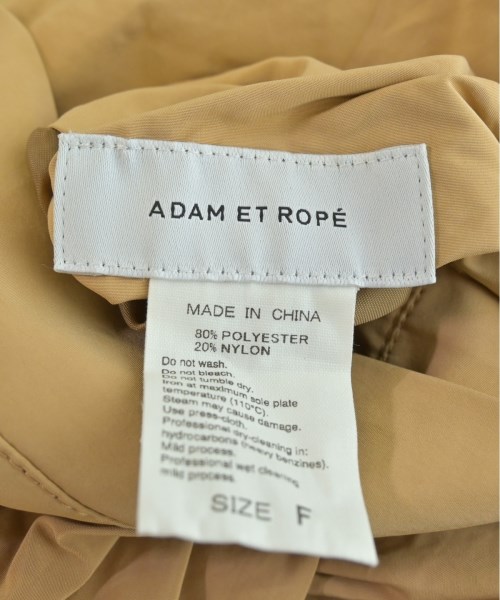 ADAM ET ROPÉ
MADE IN CHINA
80% POLYESTER
20% NYLON
Do not wash.
Do not bleach.
Do not tumble dry.
Iron at maximum sole plate
temperature (110°C).
Steam may cause damage.
Use press-cloth.
Professional dry-cleaning in:
hydrocarbons (heavy benzines).
Mild process.
Professional wet cleaning
mild process.
SIZE F